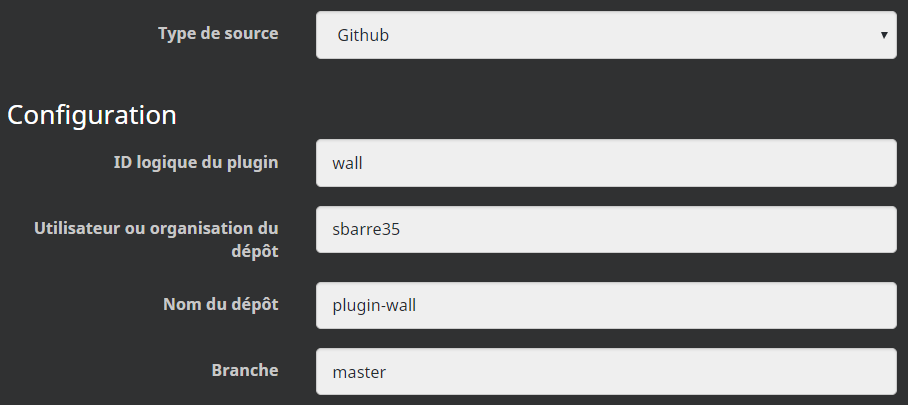 Type de source
Github
Configuration
ID logique du plugin
wall
Utilisateur ou organisation du
dépôt
sbarre35
Nom du dépôt
plugin-wall
Branche
master